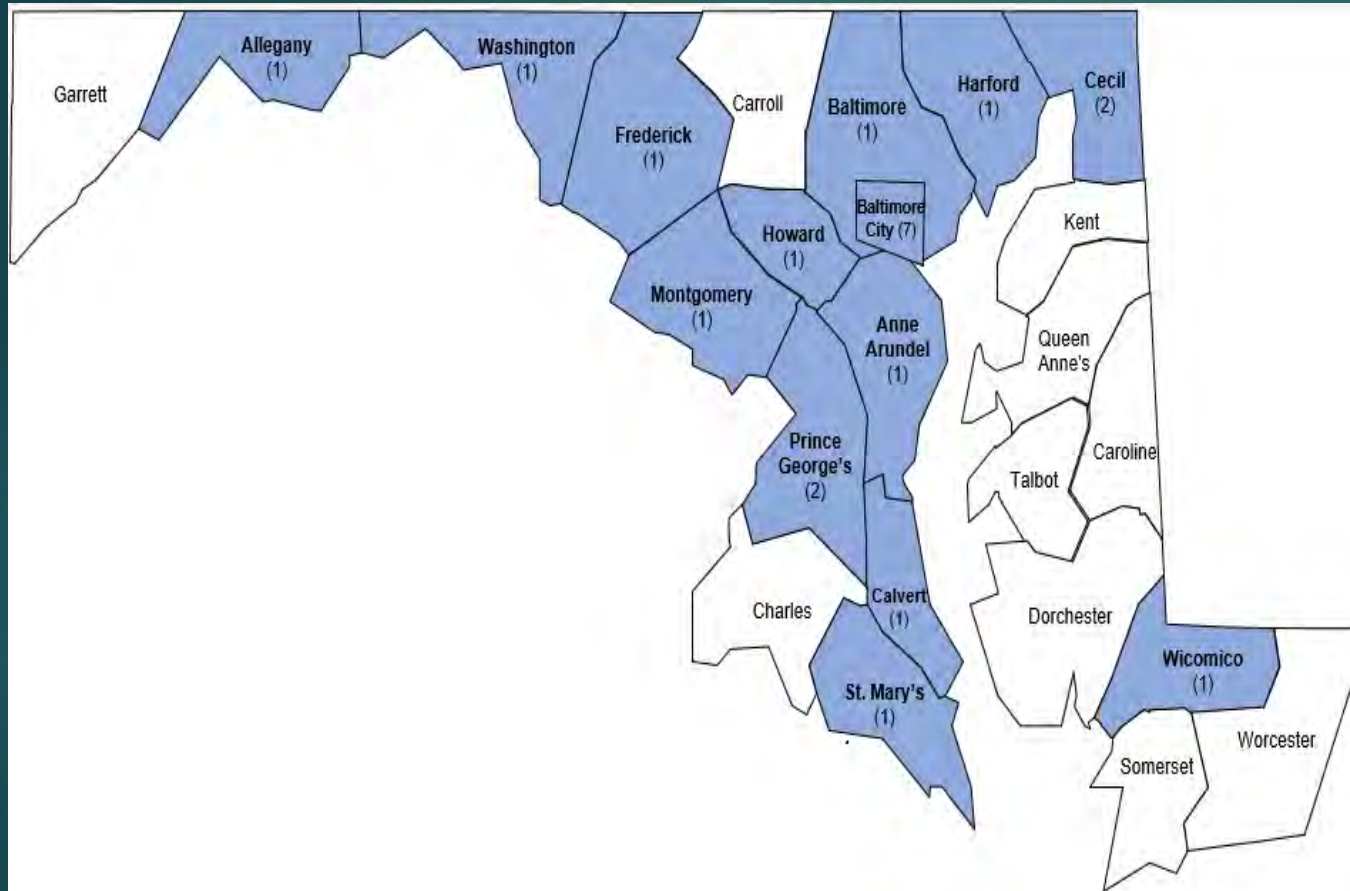 Garrett
Allegany
(1)
Washington
(1)
Frederick
(1)
Carroll
Baltimore
(1)
Harford
(1)
Cecil
(2)
Baltimore
City (7)
Howard
(1)
Montgomery
(1)
Kent
Anne
Arundel
(1)
Queen
Anne's
Prince
George's
(2)
Talbot
Caroline
Charles
Calvert
(1)
Dorchester
St. Mary's
(1)
Wicomico
(1)
Somerset
Worcester